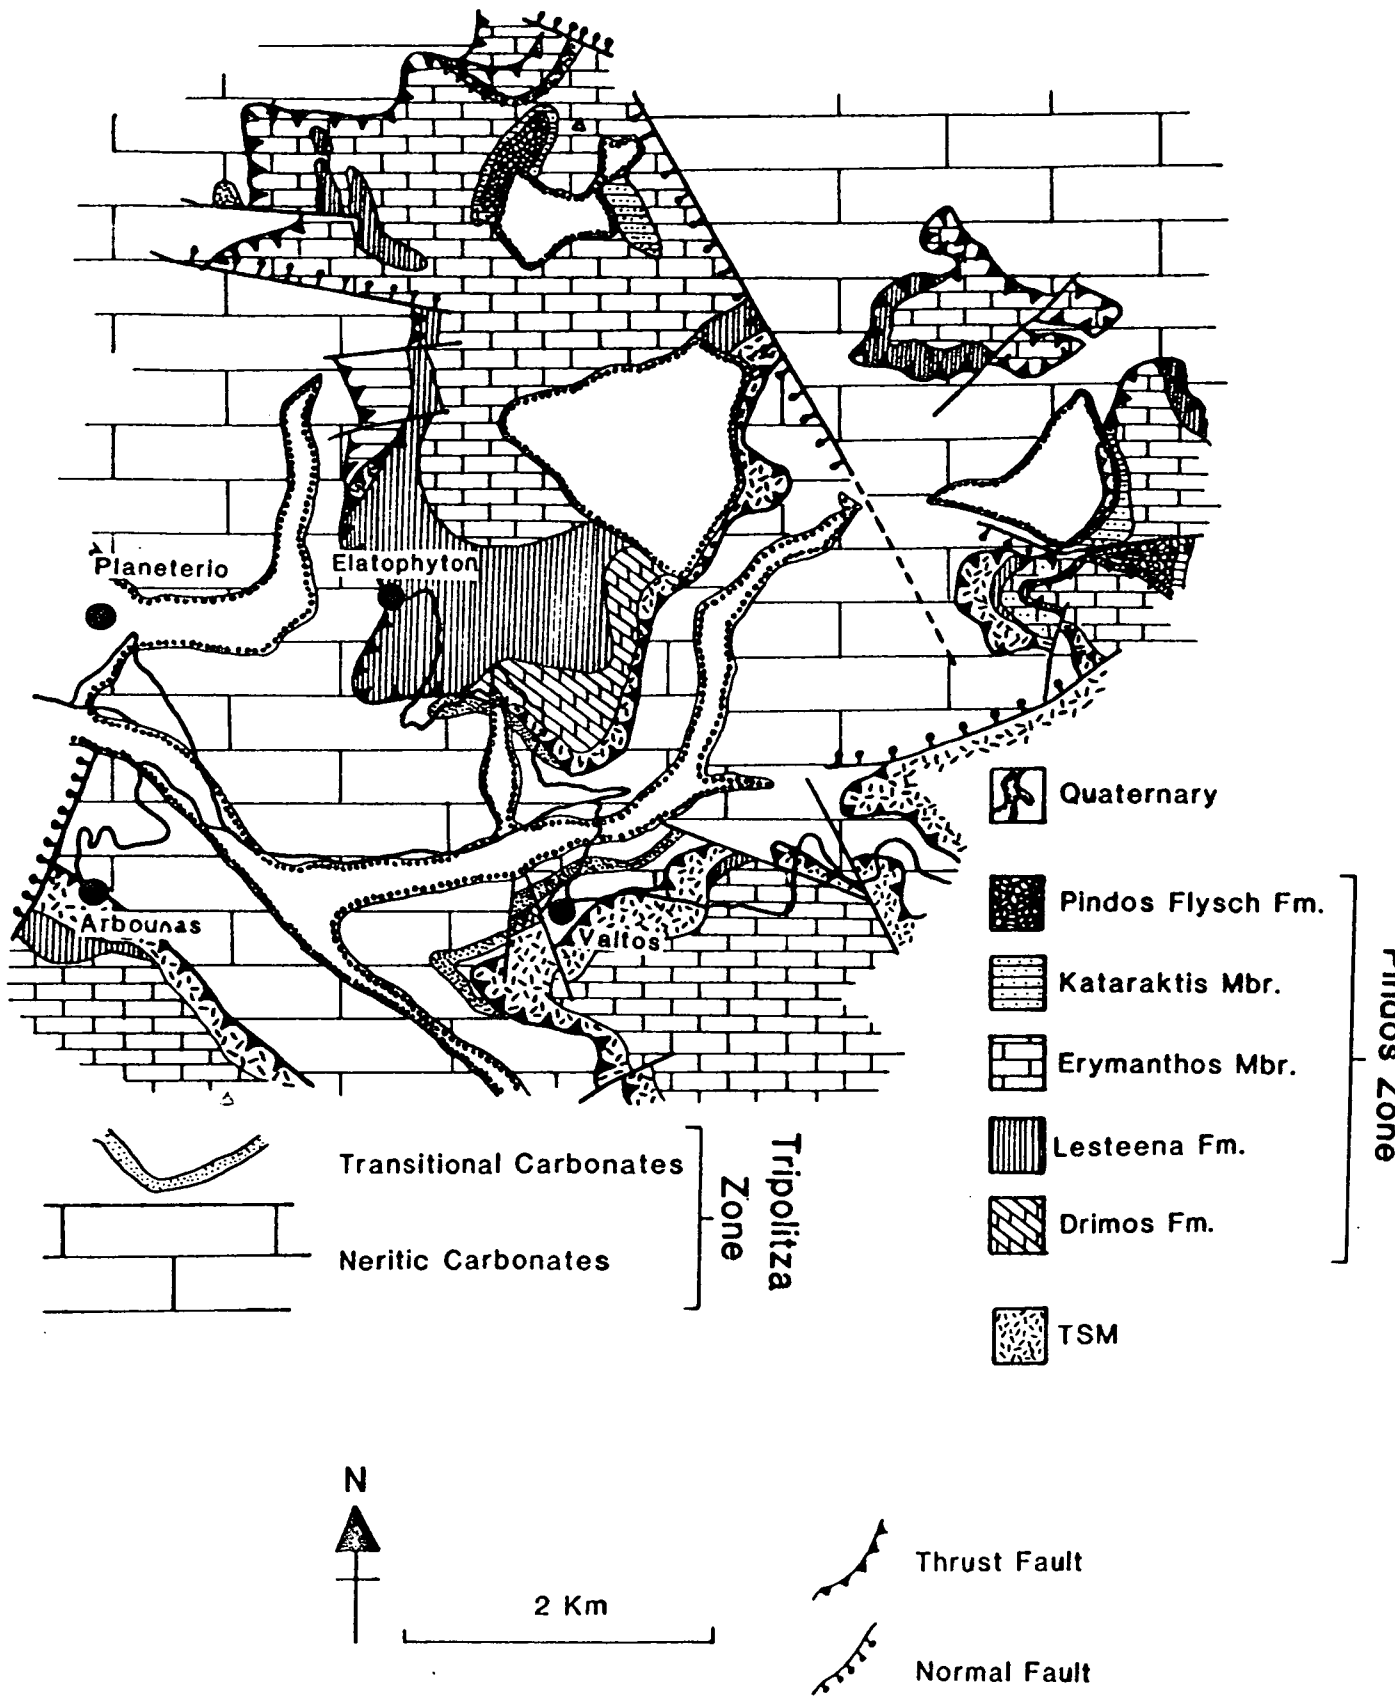 Planeterio
Elatophyton
Arbounas
Valtos
Quaternary
Pindos Flysch Fm.
Kataraktis Mbr.
Erymanthos Mbr.
Lesteena Fm.
Drimos Fm.
Pindos Zone
TSM
Transitional Carbonates
Neritic Carbonates
Tripolitza
Zone
N
2 Km
Thrust Fault
Normal Fault